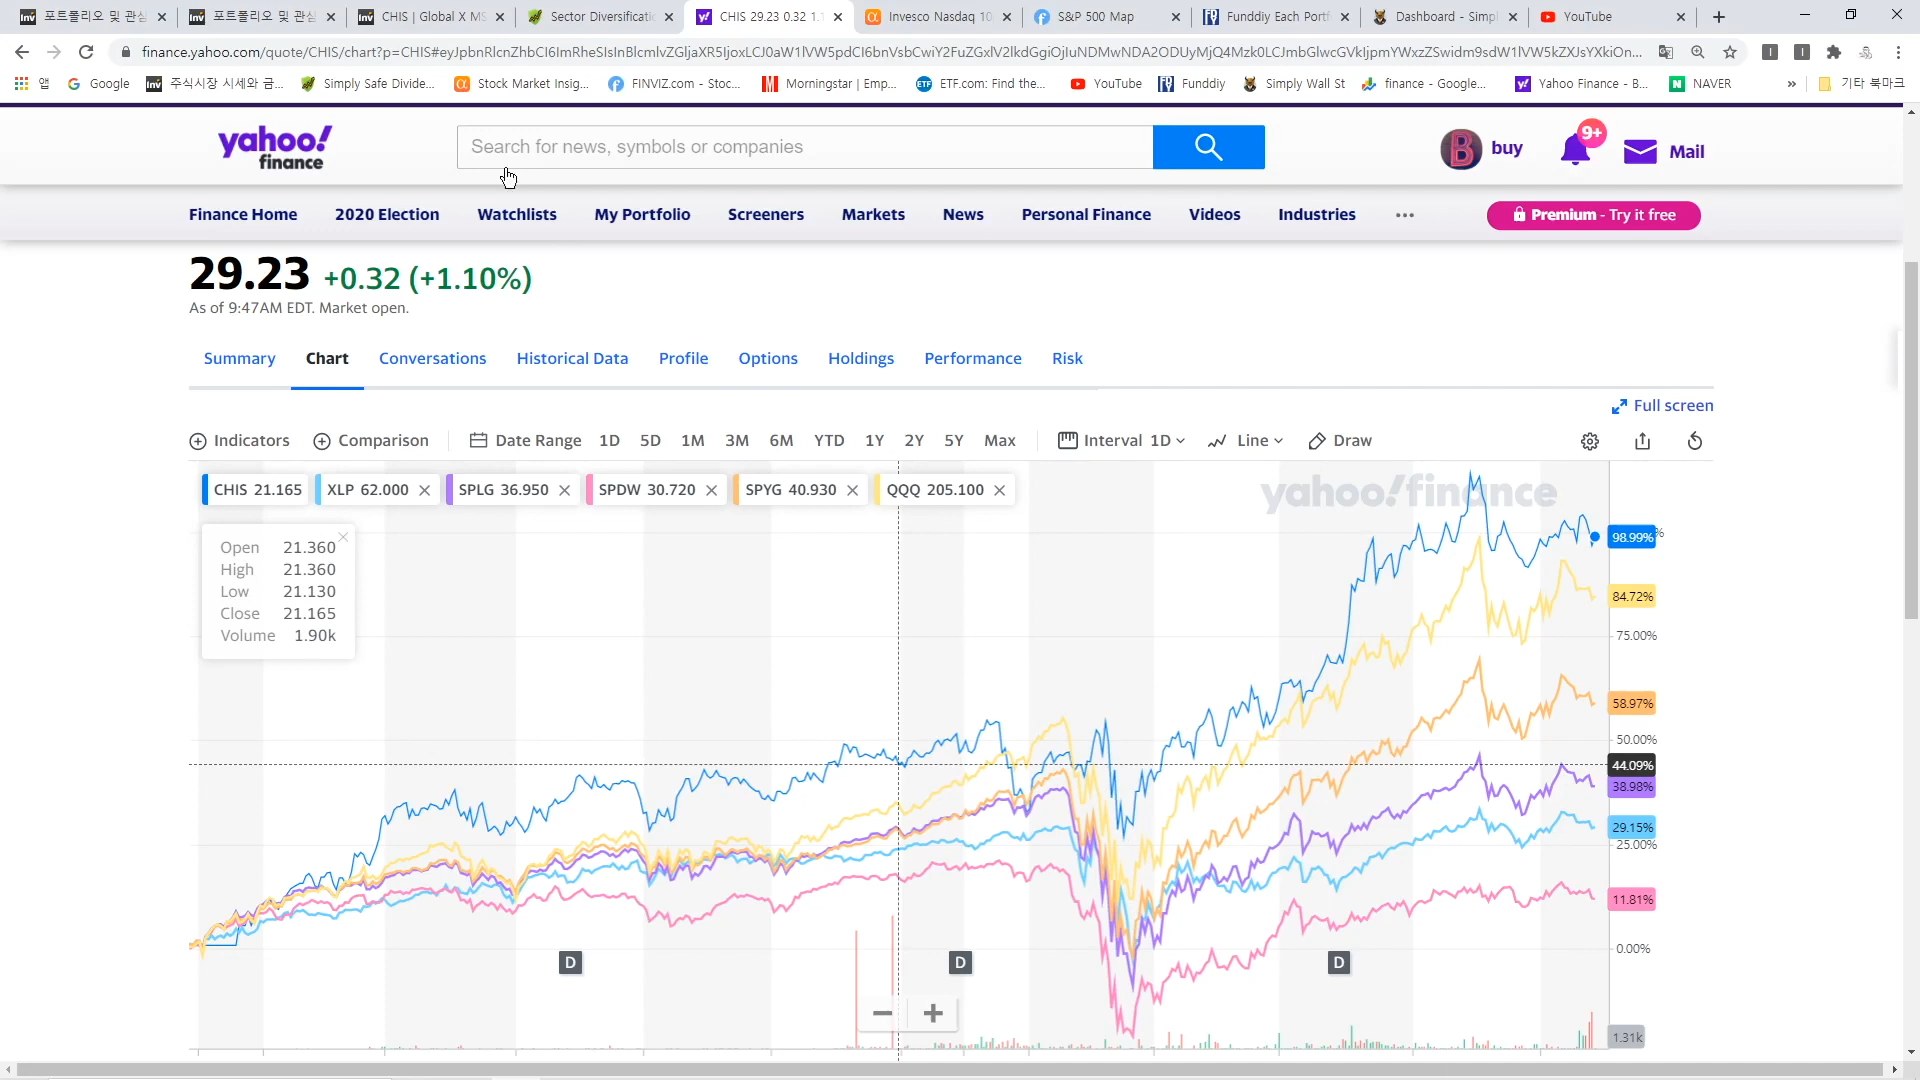 포트폴리오 및 관심
포트폴리오 및 관심
CHIS | Global X MS
Sector Diversificati
CHIS 29.23 0.32 1.1
Invesco Nasdaq 10
S&P 500 Map
Funddiy Each Portf
Dashboard - Simpl
YouTube
앱
Google
주식시장 시세와 금...
Simply Safe Divide...
Stock Market Insig...
FINVIZ.com - Stoc...
Morningstar | Emp...
ETF.com: Find the...
YouTube
Funddiy
Simply Wall St
finance - Google...
Yahoo Finance - B...
NAVER
»
기타 북마크
yahoo!
finance
Search for news, symbols or companies
B
buy
9+
Mail
Finance Home
2020 Election
Watchlists
My Portfolio
Screeners
Markets
News
Personal Finance
Videos
Industries
Premium - Try it free
29.23 +0.32 (+1.10%)
As of 9:47AM EDT. Market open.
Summary
Chart
Conversations
Historical Data
Profile
Options
Holdings
Performance
Risk
Full screen
Indicators
Comparison
Date Range
1D
5D
1M
3M
6M
YTD
1Y
2Y
5Y
Max
Interval 1D
Line
Draw
CHIS 21.165
XLP 62.000
SPLG 36.950
SPDW 30.720
SPYG 40.930
QQQ 205.100
yahoo!finance
Open 21.360
High 21.360
Low 21.130
Close 21.165
Volume 1.90k
98.99%
84.72%
75.00%
58.97%
50.00%
44.09%
38.98%
29.15%
25.00%
11.81%
0.00%
D
D
D
1.31k